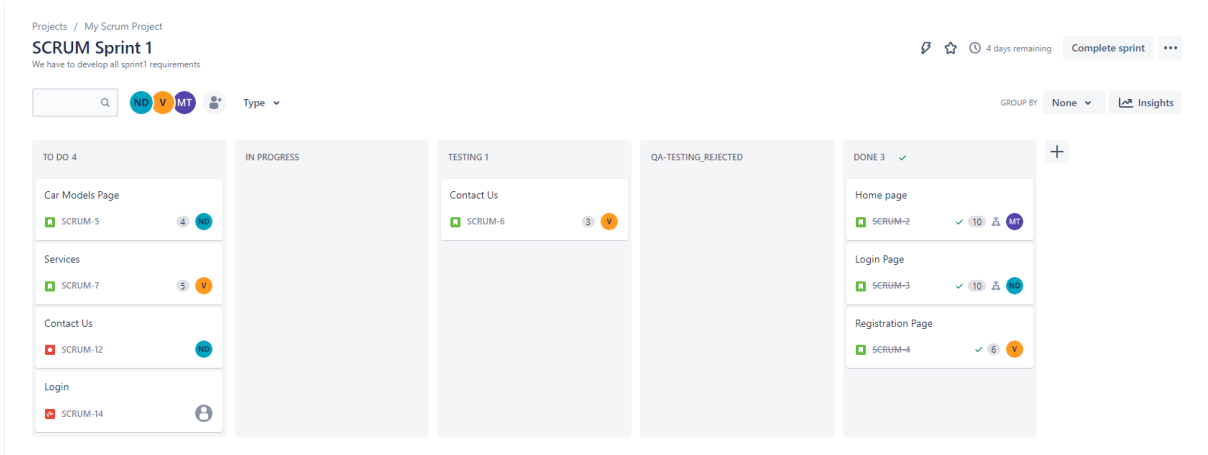 Projects / My Scrum Project
SCRUM Sprint 1
We have to develop all sprint1 requirements
4 days remaining
Complete sprint
ND V MT
Type
GROUP BY
None
Insights
TO DO 4
Car Models Page
SCRUM-5
4 ND
Services
SCRUM-7
5 V
Contact Us
SCRUM-12
ND
Login
SCRUM-14
IN PROGRESS
TESTING 1
Contact Us
SCRUM-6
3 V
QA-TESTING_REJECTED
DONE 3
Home page
SCRUM-2
10 MT
Login Page
SCRUM-3
10 ND
Registration Page
SCRUM-4
6 V